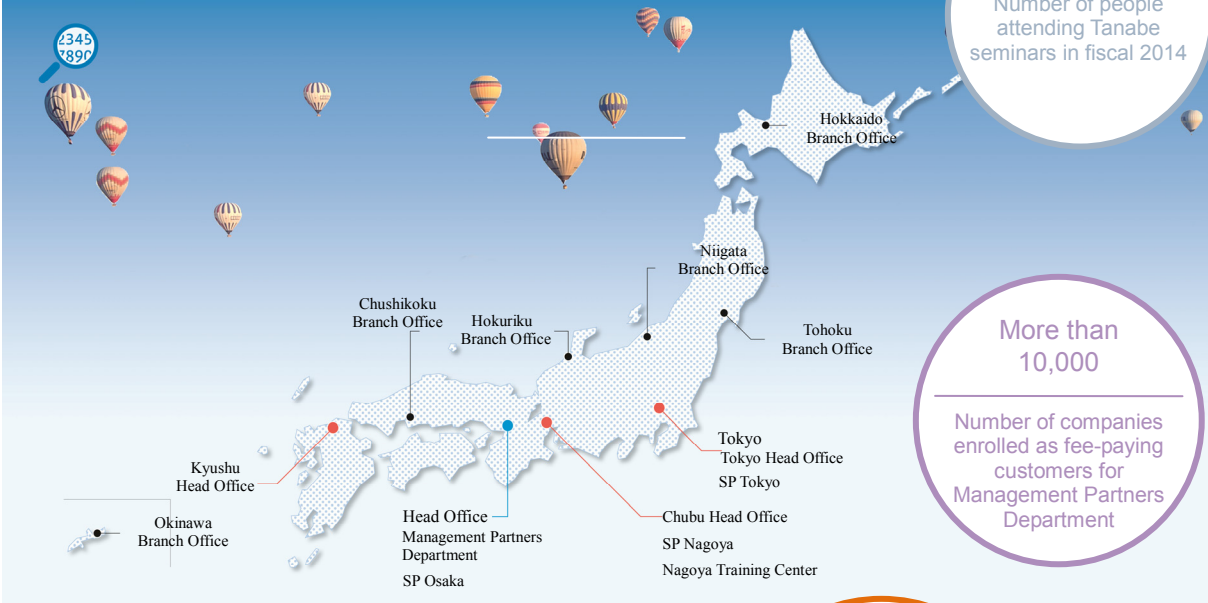 2345
7890
Number of people
attending Tanabe
seminars in fiscal 2014
Hokkaido
Branch Office
Niigata
Branch Office
Chushikoku
Branch Office
Hokuriku
Branch Office
Tohoku
Branch Office
More than
10,000
Number of companies
enrolled as fee-paying
customers for
Management Partners
Department
Kyushu
Head Office
Okinawa
Branch Office
Head Office
Management Partners
Department
SP Osaka
Tokyo
Tokyo Head Office
SP Tokyo
Chubu Head Office
SP Nagoya
Nagoya Training Center